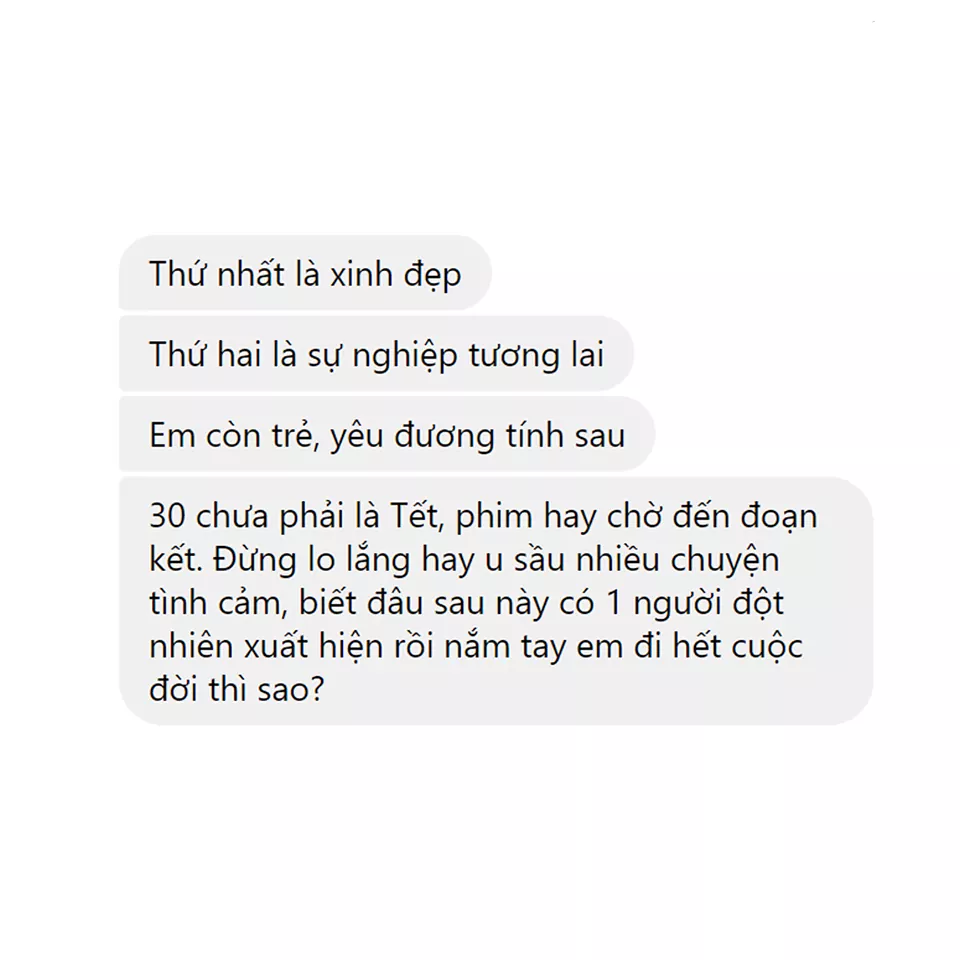 Thứ nhất là xinh đẹp
Thứ hai là sự nghiệp tương lai
Em còn trẻ, yêu đương tính sau
30 chưa phải là Tết, phim hay chờ đến đoạn
kết. Đừng lo lắng hay u sầu nhiều chuyện
tình cảm, biết đâu sau này có 1 người đột
nhiên xuất hiện rồi nắm tay em đi hết cuộc
đời thì sao?